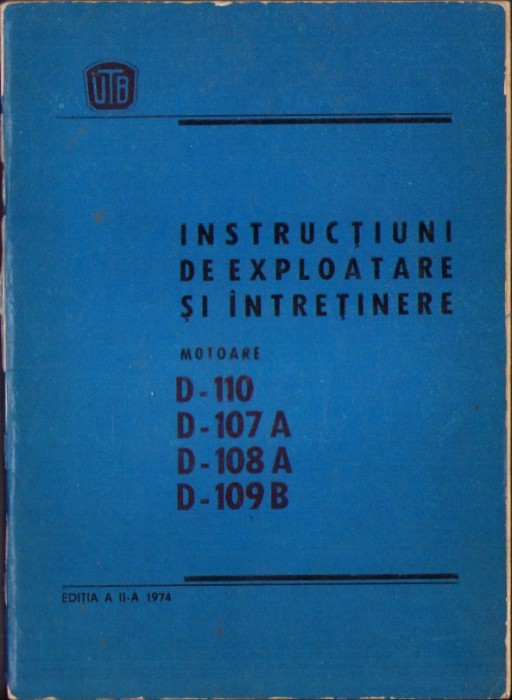 UTB
INSTRUCȚIUNI
DE EXPLOATARE
ȘI ÎNTREȚINERE
MOTOARE
D-110
D-107 A
D-108 A
D-109 B
EDIȚIA A II-A 1974